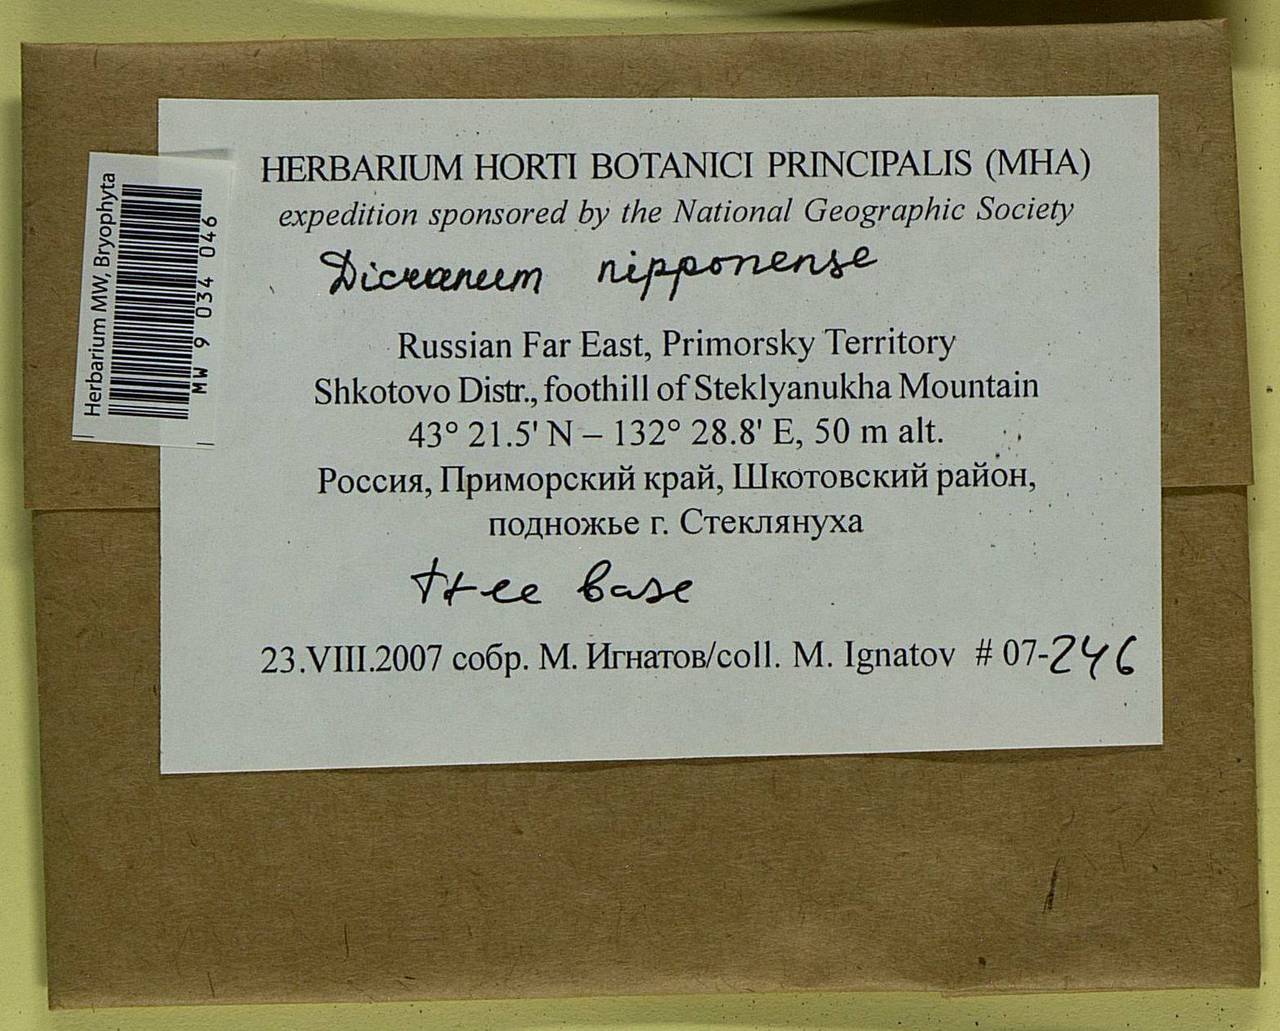 HERBARIUM HORTI BOTANICI PRINCIPALIS (MHA)
expedition sponsored by the National Geographic Society
Dicranum nipponense
Russian Far East, Primorsky Territory
Shkotovo Distr., foothill of Steklyanukha Mountain
43° 21.5' N – 132° 28.8' E, 50 m alt.
Россия, Приморский край, Шкотовский район,
подножье г. Стеклянуха
tree base
23.VIII.2007 собр. М. Игнатов/coll. M. Ignatov # 07-246
Herbarium MW, Bryophyta
MW 9 034 046